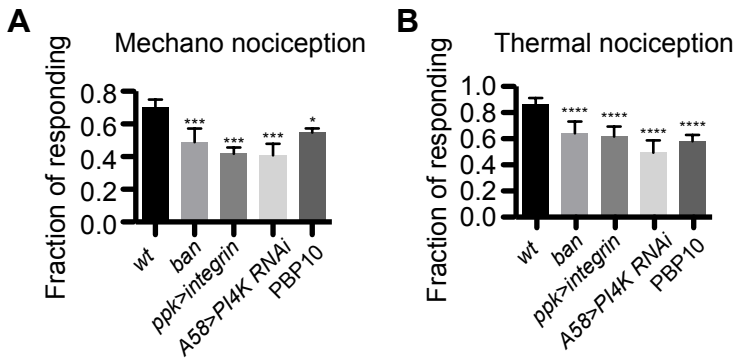 A
Mechano nociception
Fraction of responding
0.8
0.6
0.4
0.2
0.0
***
***
***
*
wt
ban
ppk>integrin
A58>PI4K RNAi
PBP10
B
Thermal nociception
Fraction of responding
1.0
0.8
0.6
0.4
0.2
0.0
****
****
****
****
wt
ban
ppk>integrin
A58>PI4K RNAi
PBP10